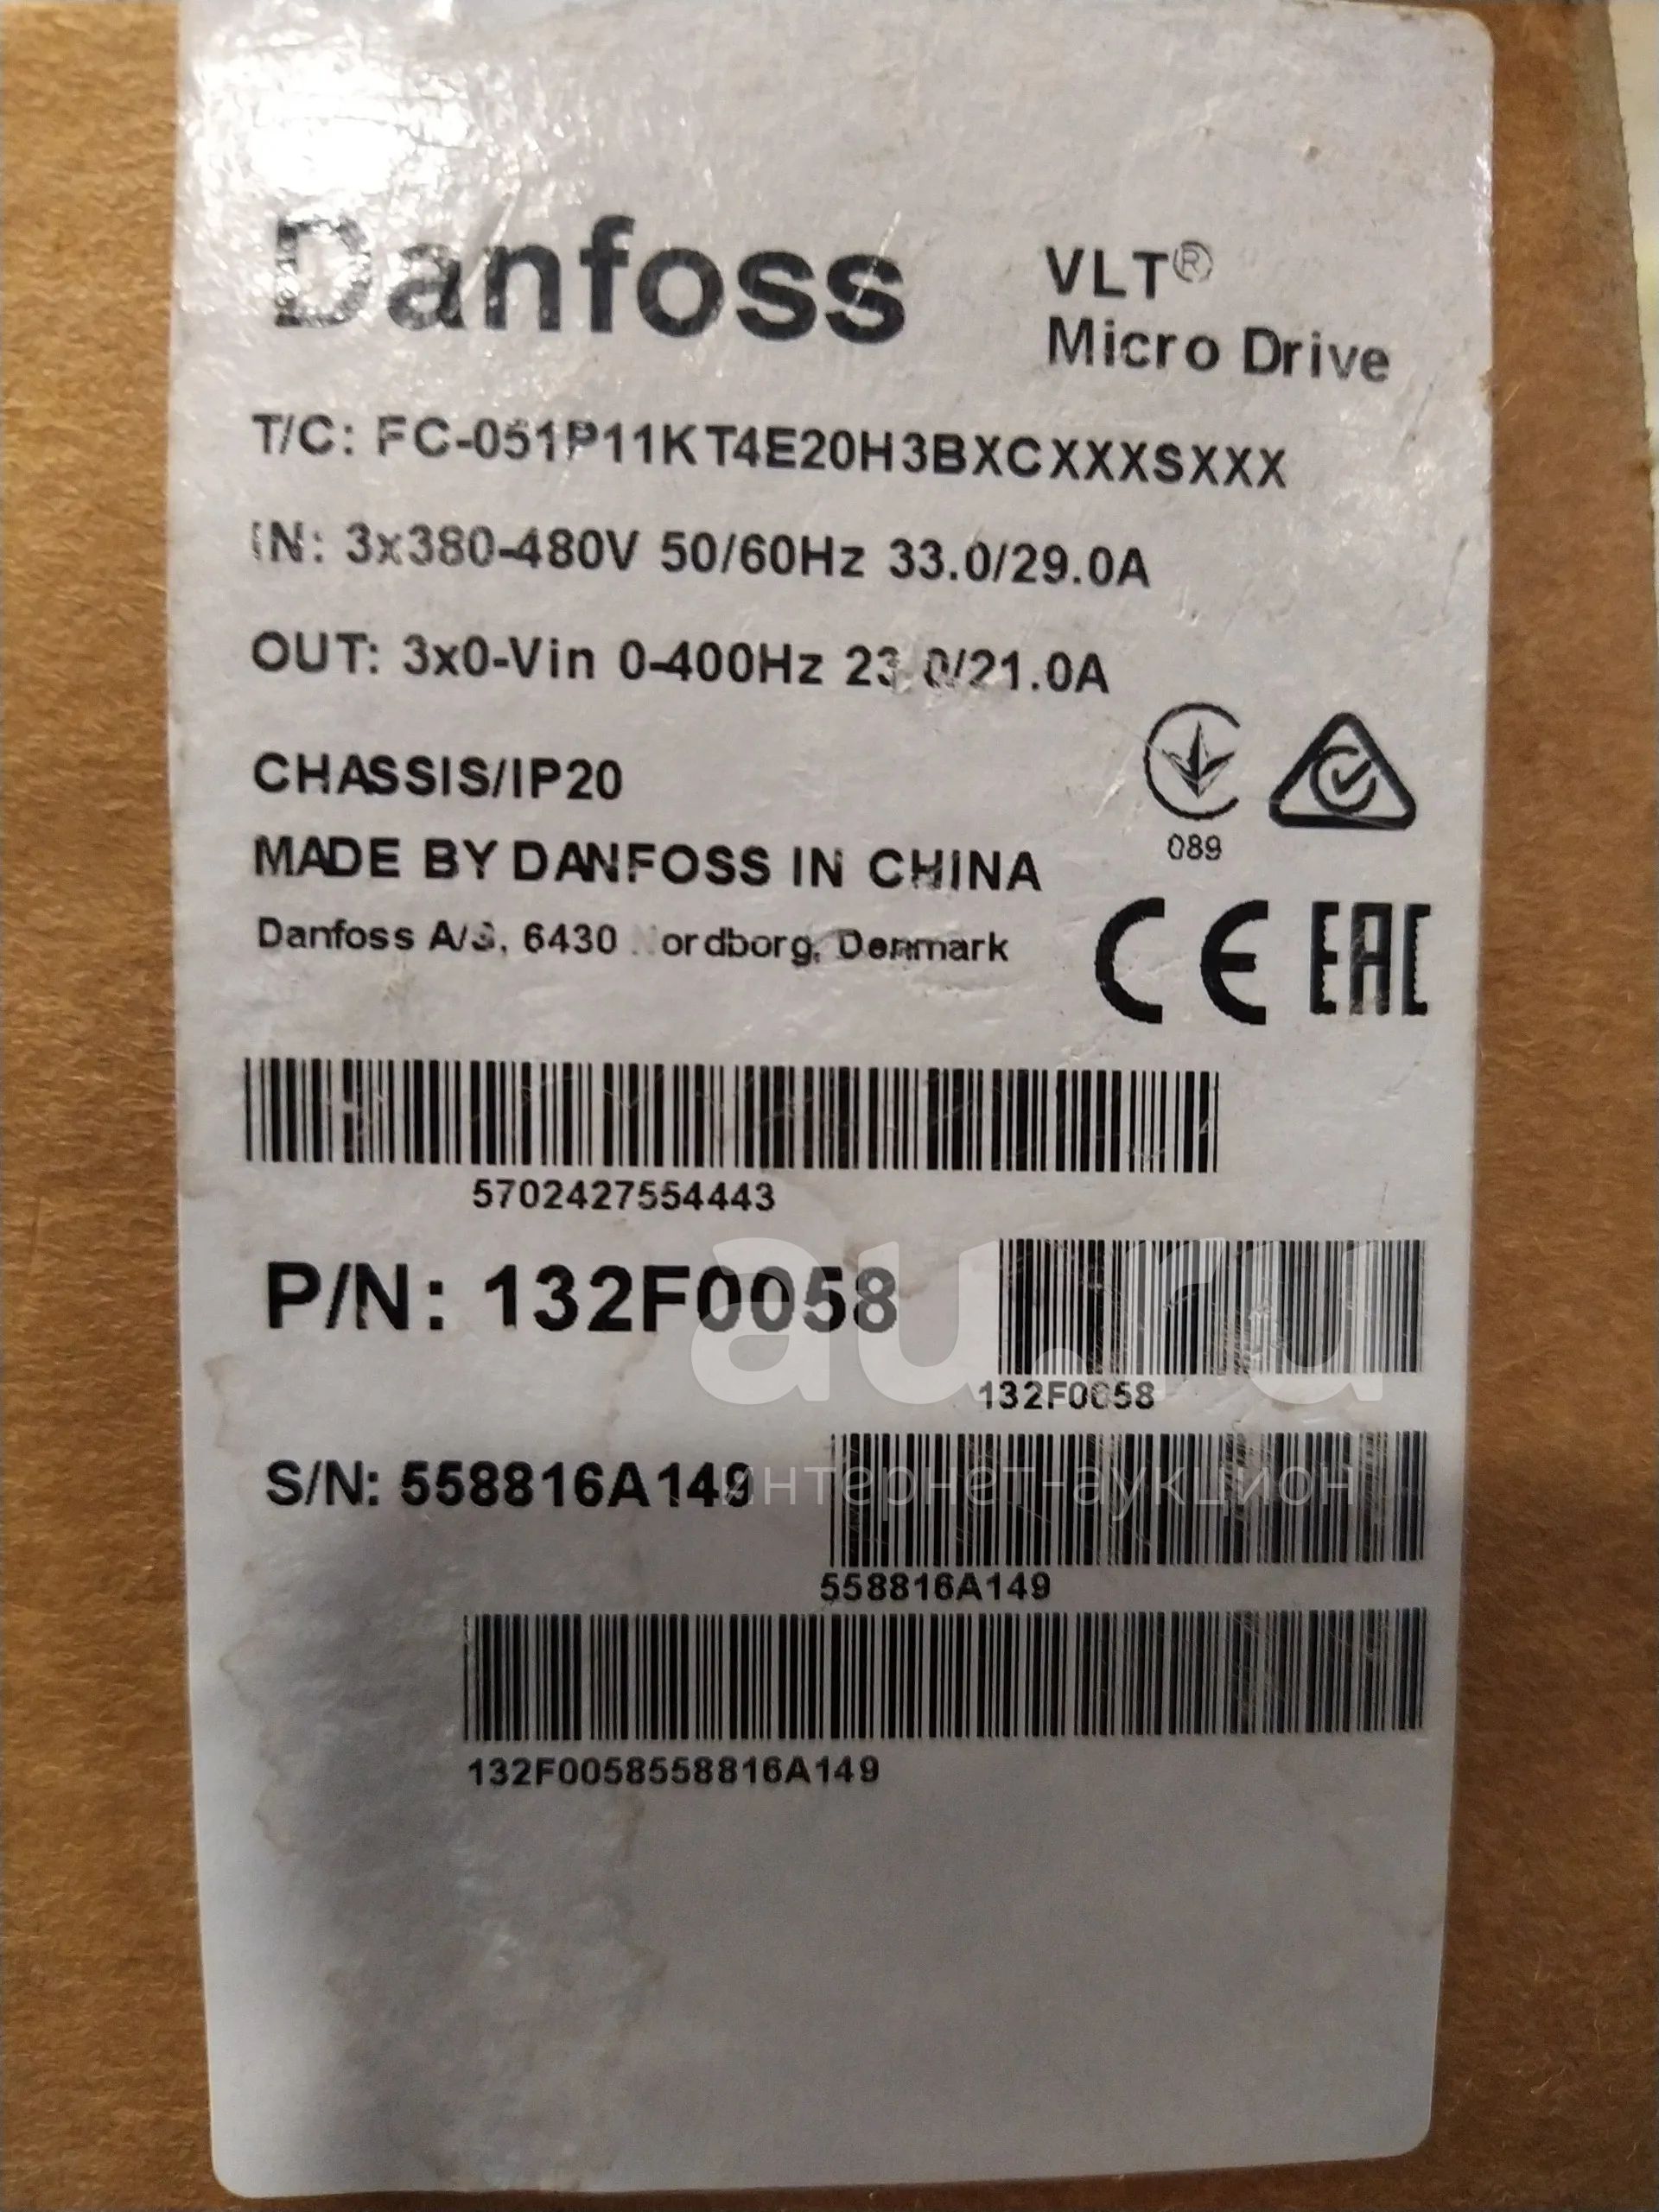 Danfoss
VLT®
Micro Drive
T/C: FC-051P11KT4E20H3BXCXXXSXXX
IN: 3x380-480V 50/60Hz 33.0/29.0A
OUT: 3x0-Vin 0-400Hz 23.0/21.0A
CHASSIS/IP20
089
MADE BY DANFOSS IN CHINA
Danfoss A/S, 6430 Nordborg, Denmark
CE EAC
5702427554443
P/N: 132F0058
au.ru
132F0058
S/N: 558816A149
интернет-аукцион
558816A149
132F0058558816A149